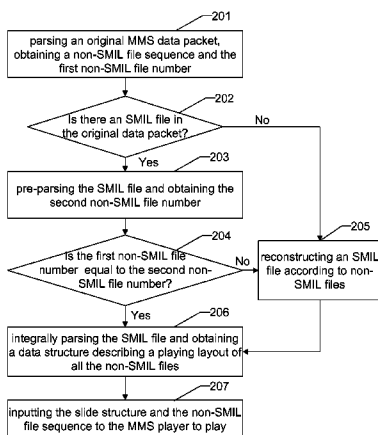 201
parsing an original MMS data packet,
obtaining a non-SMIL file sequence and the
first non-SMIL file number
202
Is there an SMIL file in
the original data packet?
No
Yes
203
pre-parsing the SMIL file and obtaining the
second non-SMIL file number
204
Is the first non-SMIL file
number equal to the second non-
SMIL file number?
No
205
reconstructing an SMIL
file according to non-
SMIL files
Yes
206
integrally parsing the SMIL file and obtaining
a data structure describing a playing layout of
all the non-SMIL files
207
inputting the slide structure and the non-SMIL
file sequence to the MMS player to play